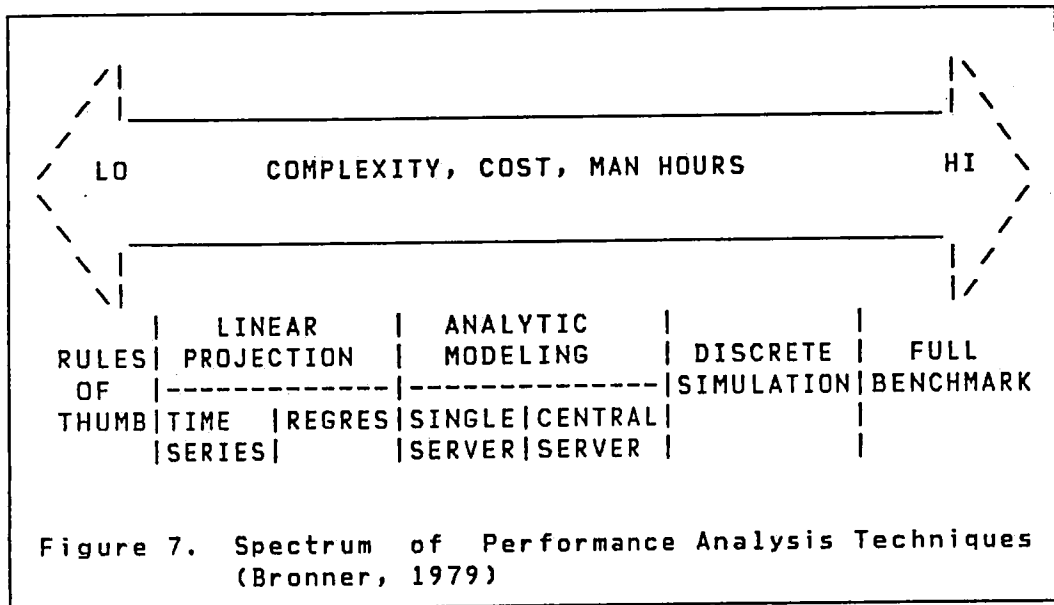 LO COMPLEXITY, COST, MAN HOURS HI
| LINEAR | ANALYTIC | |
RULES| PROJECTION | MODELING | DISCRETE | FULL
OF |-------------|--------------|SIMULATION|BENCHMARK
THUMB|TIME |REGRES|SINGLE|CENTRAL| |
|SERIES| |SERVER|SERVER | |
Figure 7. Spectrum of Performance Analysis Techniques
(Bronner, 1979)